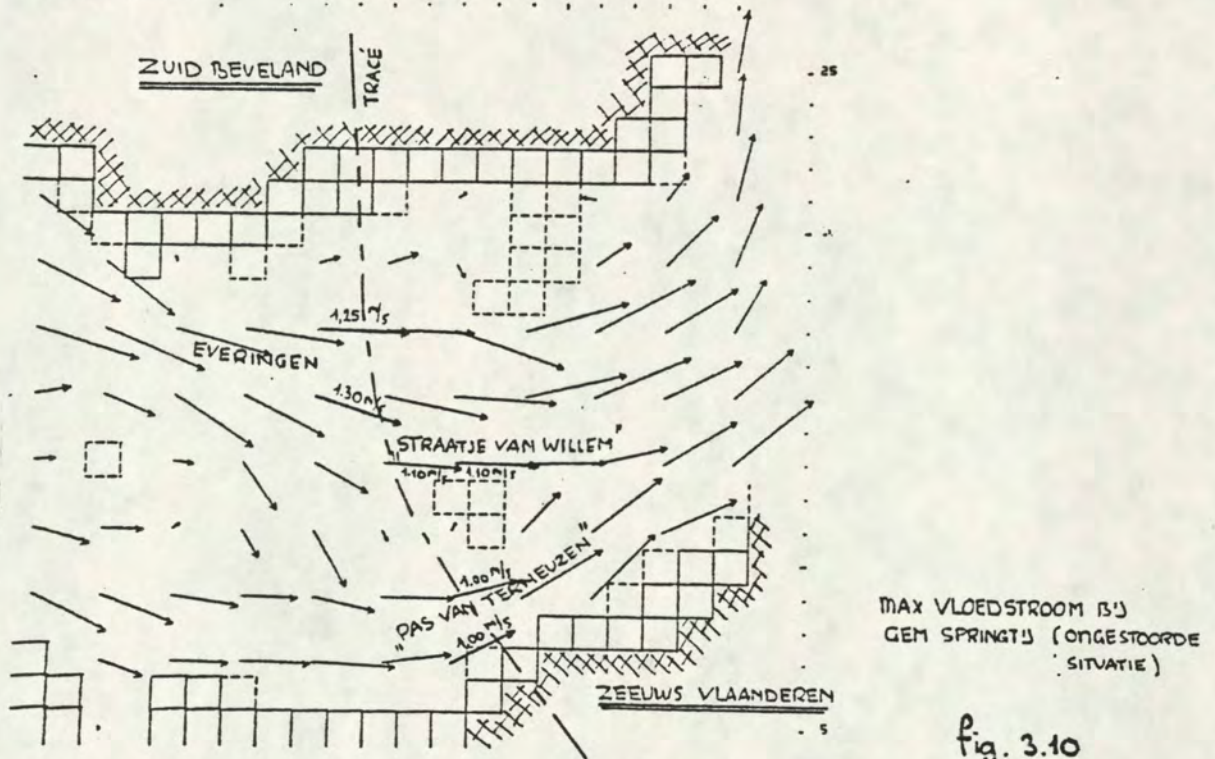 ZUID BEVELAND
TRACÉ
25
1,25 m/s
EVERINGEN
1.30 m/s
"STRAATJE VAN WILLEM"
1.10 m/s 1.10 m/s
1.00 m/s
"PAS VAN TERNEUZEN"
1.00 m/s
ZEEUWS VLAANDEREN
5
MAX VLOEDSTROOM BIJ
GEM SPRINGTIJ (ONGESTOORDE
SITUATIE)
fig. 3.10